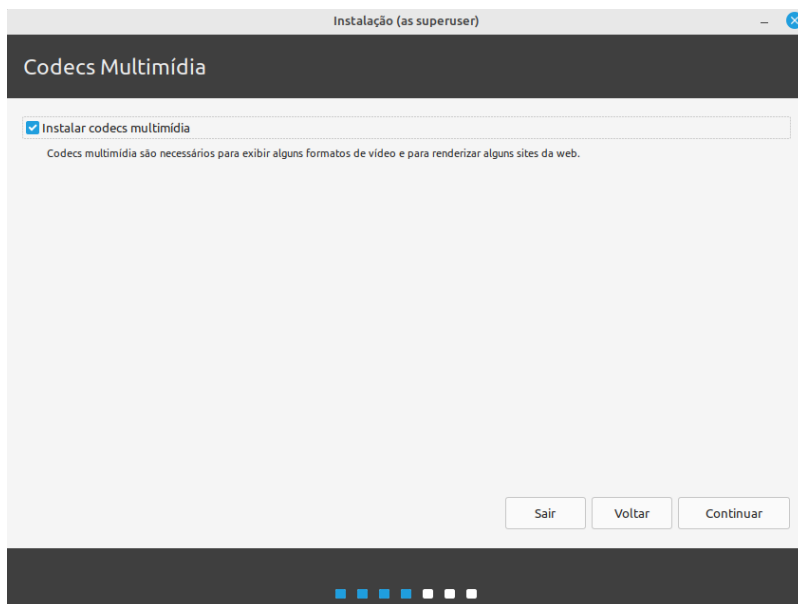 Instalação (as superuser)
Codecs Multimídia
Instalar codecs multimídia
Codecs multimídia são necessários para exibir alguns formatos de vídeo e para renderizar alguns sites da web.
Sair
Voltar
Continuar